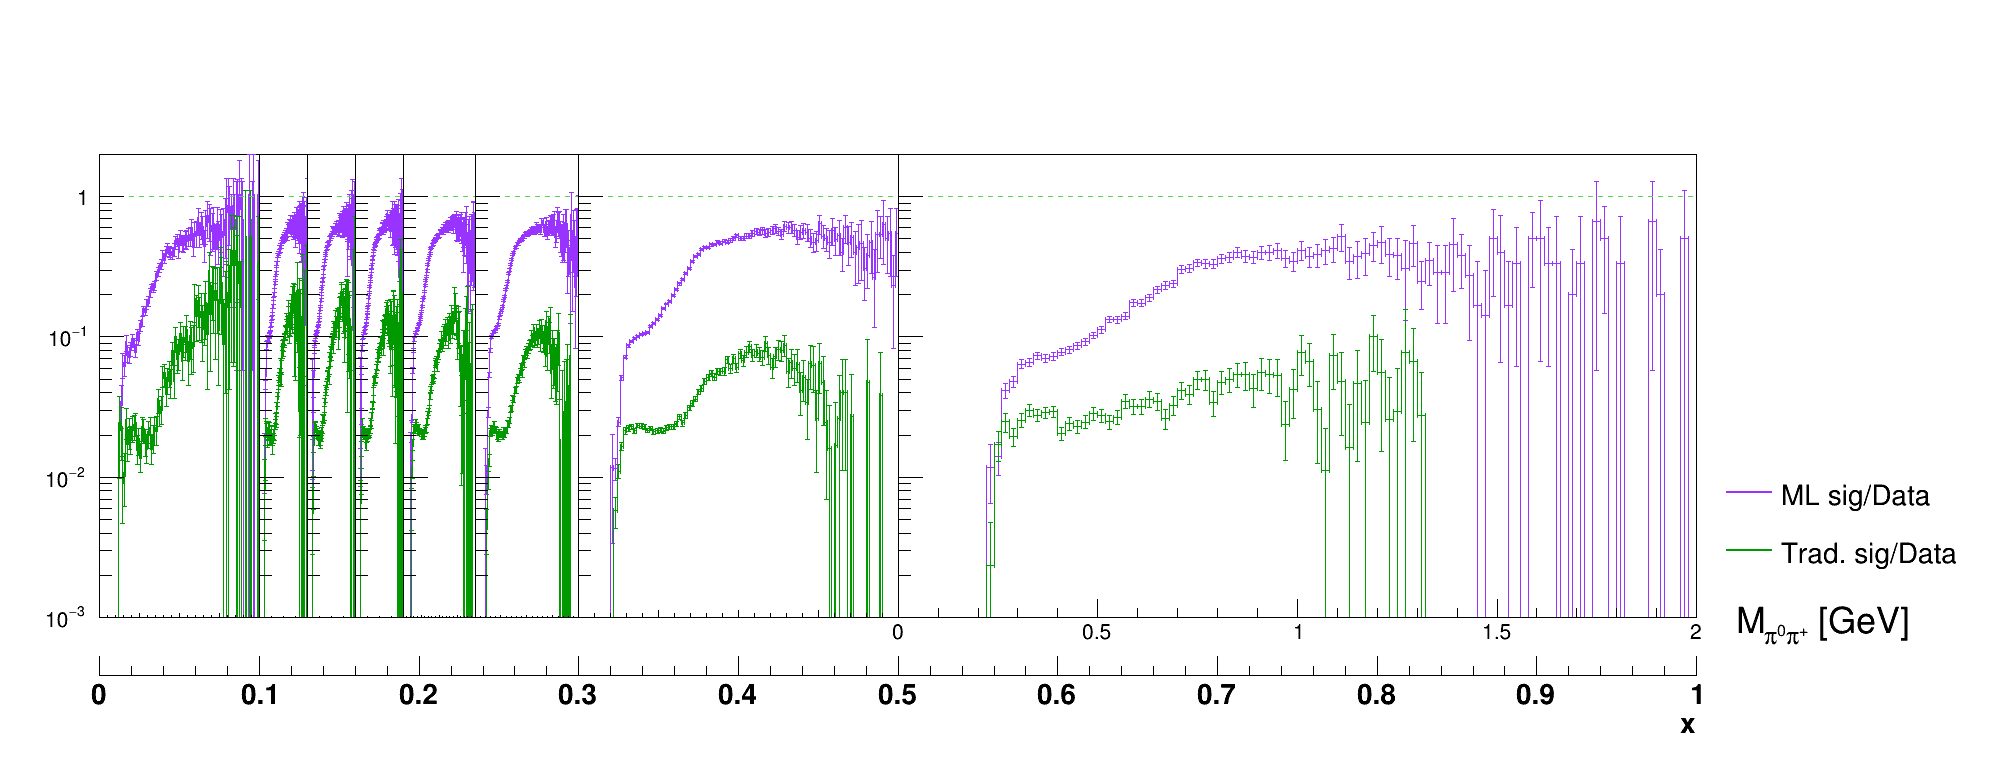 1
10⁻¹
10⁻²
10⁻³
0 0.5 1 1.5 2
ML sig/Data
Trad. sig/Data
M_π⁰π⁺ [GeV]
0 0.1 0.2 0.3 0.4 0.5 0.6 0.7 0.8 0.9 1
x